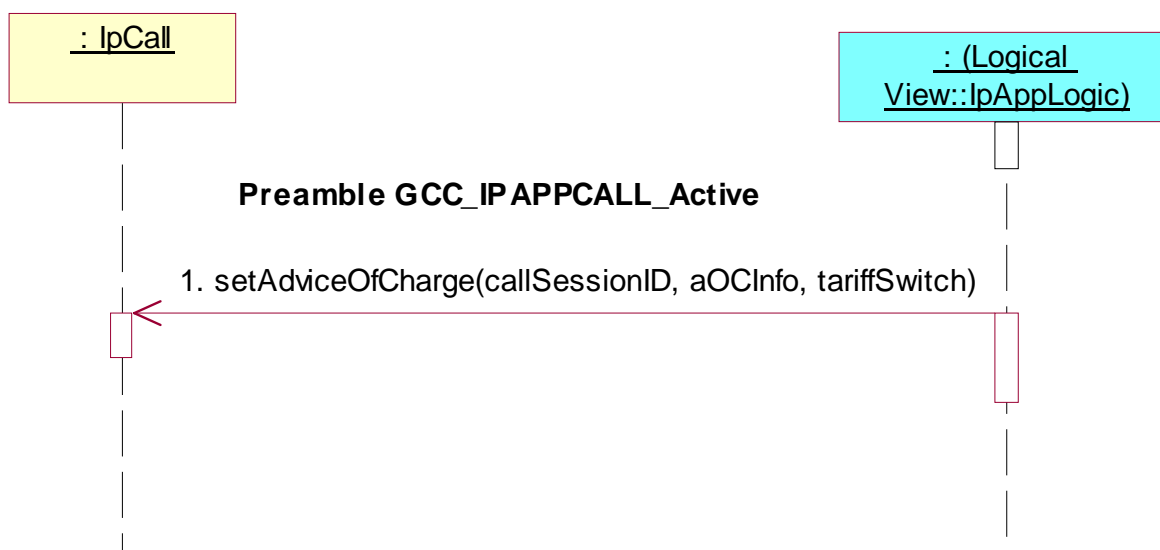 : IpCall
: (Logical
View::IpAppLogic)
Preamble GCC_IPAPPCALL_Active
1. setAdviceOfCharge(callSessionID, aOCInfo, tariffSwitch)